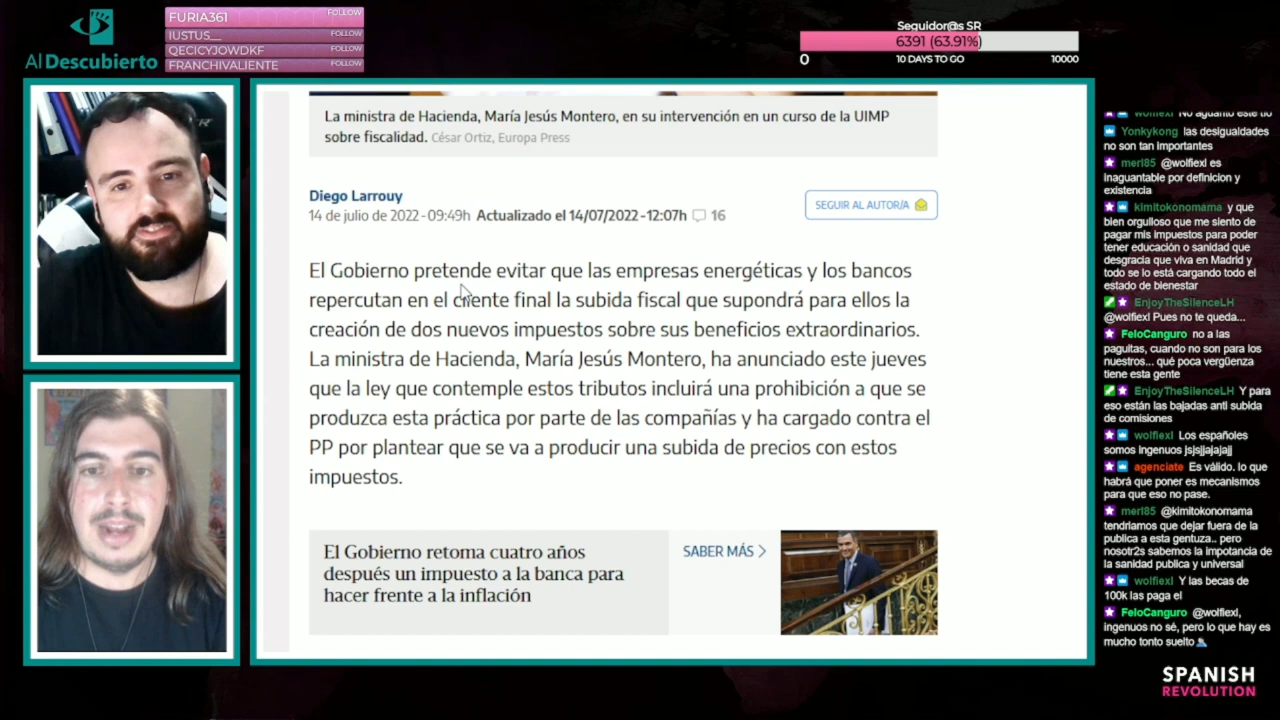 Al Descubierto
FURIA361 FOLLOW
IUSTUS__ FOLLOW
QECICYJOWDKF FOLLOW
FRANCHIVALIENTE FOLLOW
Seguidor@s SR
6391 (63.91%)
0 10 DAYS TO GO 10000
La ministra de Hacienda, María Jesús Montero, en su intervención en un curso de la UIMP
sobre fiscalidad. César Ortiz, Europa Press
Diego Larrouy
14 de julio de 2022 - 09:49h Actualizado el 14/07/2022 - 12:07h 16
SEGUIR AL AUTOR/A
El Gobierno pretende evitar que las empresas energéticas y los bancos
repercutan en el cliente final la subida fiscal que supondrá para ellos la
creación de dos nuevos impuestos sobre sus beneficios extraordinarios.
La ministra de Hacienda, María Jesús Montero, ha anunciado este jueves
que la ley que contemple estos tributos incluirá una prohibición a que se
produzca esta práctica por parte de las compañías y ha cargado contra el
PP por plantear que se va a producir una subida de precios con estos
impuestos.
El Gobierno retoma cuatro años
después un impuesto a la banca para
hacer frente a la inflación
SABER MÁS >
wolfiexl No aguanto este tio
Yonkykong las desigualdades
no son tan importantes
merl85 @wolfiexl es
inaguantable por definicion y
existencia
kimitokonomama y que
bien orgulloso que me siento de
pagar mis impuestos para poder
tener educación o sanidad que
desgracia que viva en Madrid y
todo se lo está cargando todo el
estado de bienestar
EnjoyTheSilenceLH
@wolfiexl Pues no te queda...
FeloCanguro no a las
paguitas, cuando no son para los
nuestros... qué poca vergüenza
tiene esta gente
EnjoyTheSilenceLH Y para
eso están las bajadas anti subida
de comisiones
wolfiexl Los españoles
somos ingenuos jsjsjjajajajj
agenciate Es válido. lo que
habrá que poner es mecanismos
para que eso no pase.
merl85 @kimitokonomama
tendriamos que dejar fuera de la
publica a esta gentuza.. pero
nosotr2s sabemos la impotancia de
la sanidad publica y universal
wolfiexl Y las becas de
100k las paga el
FeloCanguro @wolfiexl,
ingenuos no sé, pero lo que hay es
mucho tonto suelto
SPANISH
REVOLUTION